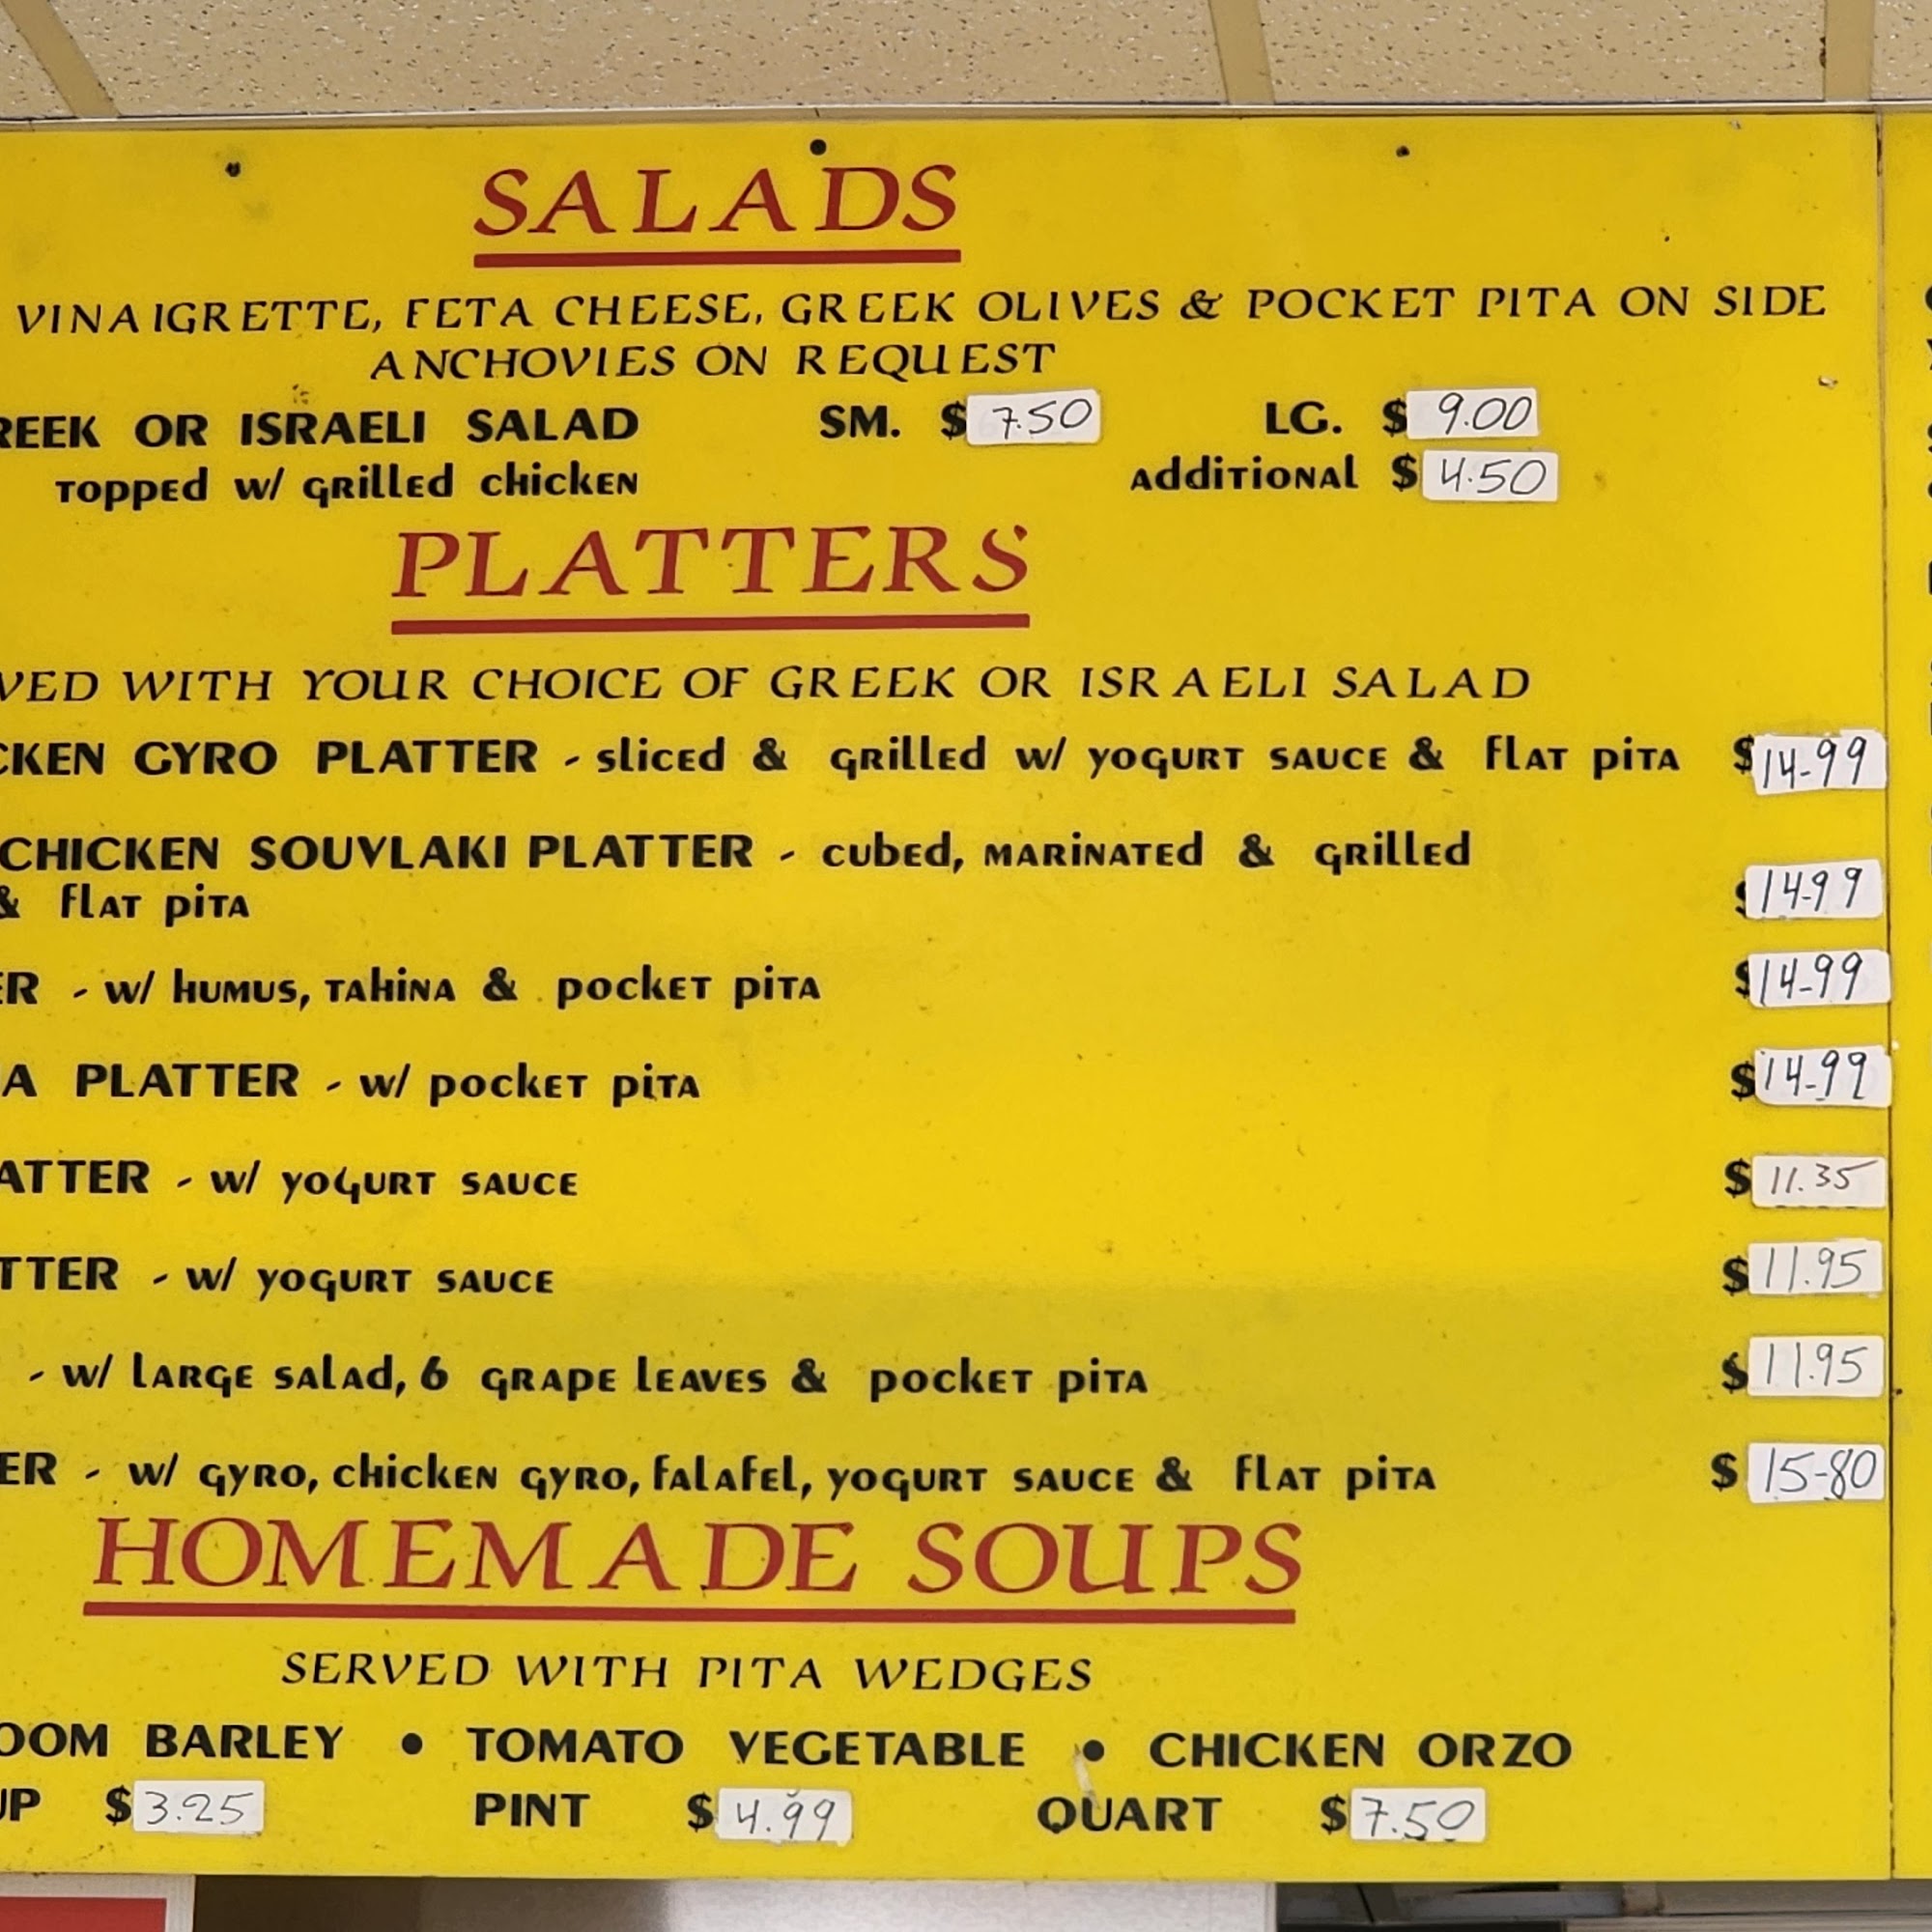 SALADS
VINAIGRETTE, FETA CHEESE, GREEK OLIVES & POCKET PITA ON SIDE
ANCHOVIES ON REQUEST
REEK OR ISRAELI SALAD SM. $ 7.50 LG. $ 9.00
TOPPED W/ GRILLED CHICKEN ADDITIONAL $ 4.50
PLATTERS
VED WITH YOUR CHOICE OF GREEK OR ISRAELI SALAD
CKEN GYRO PLATTER - SLICED & GRILLED W/ YOGURT SAUCE & FLAT PITA $ 14-99
CHICKEN SOUVLAKI PLATTER - CUBED, MARINATED & GRILLED
& FLAT PITA $ 14-99
ER - W/ HUMUS, TAHINA & POCKET PITA $ 14-99
A PLATTER - W/ POCKET PITA $ 14-99
ATTER - W/ YOGURT SAUCE $ 11.35
TTER - W/ YOGURT SAUCE $ 11.95
- W/ LARGE SALAD, 6 GRAPE LEAVES & POCKET PITA $ 11.95
ER - W/ GYRO, CHICKEN GYRO, FALAFEL, YOGURT SAUCE & FLAT PITA $ 15-80
HOMEMADE SOUPS
SERVED WITH PITA WEDGES
OOM BARLEY • TOMATO VEGETABLE • CHICKEN ORZO
UP $ 3.25 PINT $ 4.99 QUART $ 7.50